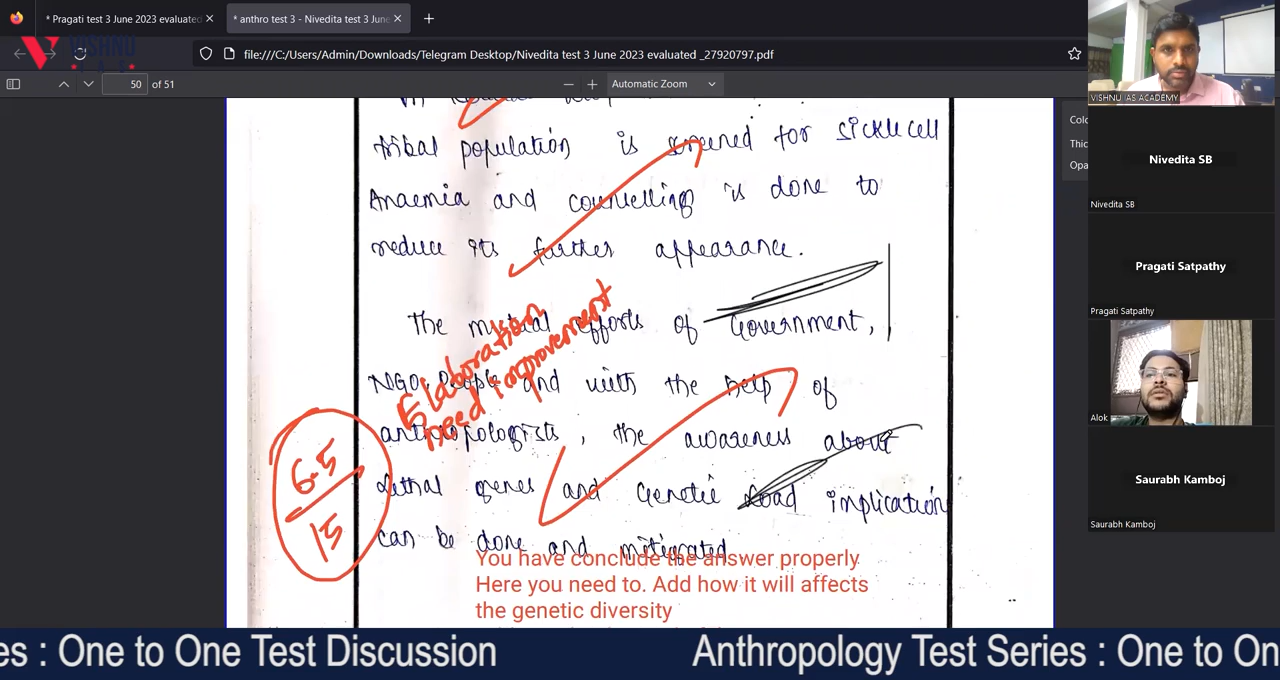 * Pragati test 3 June 2023 evaluated
* anthro test 3 - Nivedita test 3 June
VISHNU
IAS
file:///C:/Users/Admin/Downloads/Telegram Desktop/Nivedita test 3 June 2023 evaluated _27920797.pdf
50 of 51
Automatic Zoom
Colo
Thic
Opa
tribal population is screened for sickle cell
Anaemia and counselling is done to
reduce its further appearance.
The mutual efforts of Government,
NGO, People and with the help of
anthropologists, the awareness about
Lethal genes and Genetic Load implication
can be done and mitigated
Elaboration
need improvement
6.5
15
You have conclude the answer properly
Here you need to. Add how it will affects
the genetic diversity
VISHNU IAS ACADEMY
Nivedita SB
Nivedita SB
Pragati Satpathy
Pragati Satpathy
Alok
Saurabh Kamboj
Saurabh Kamboj
es : One to One Test Discussion
Anthropology Test Series : One to On